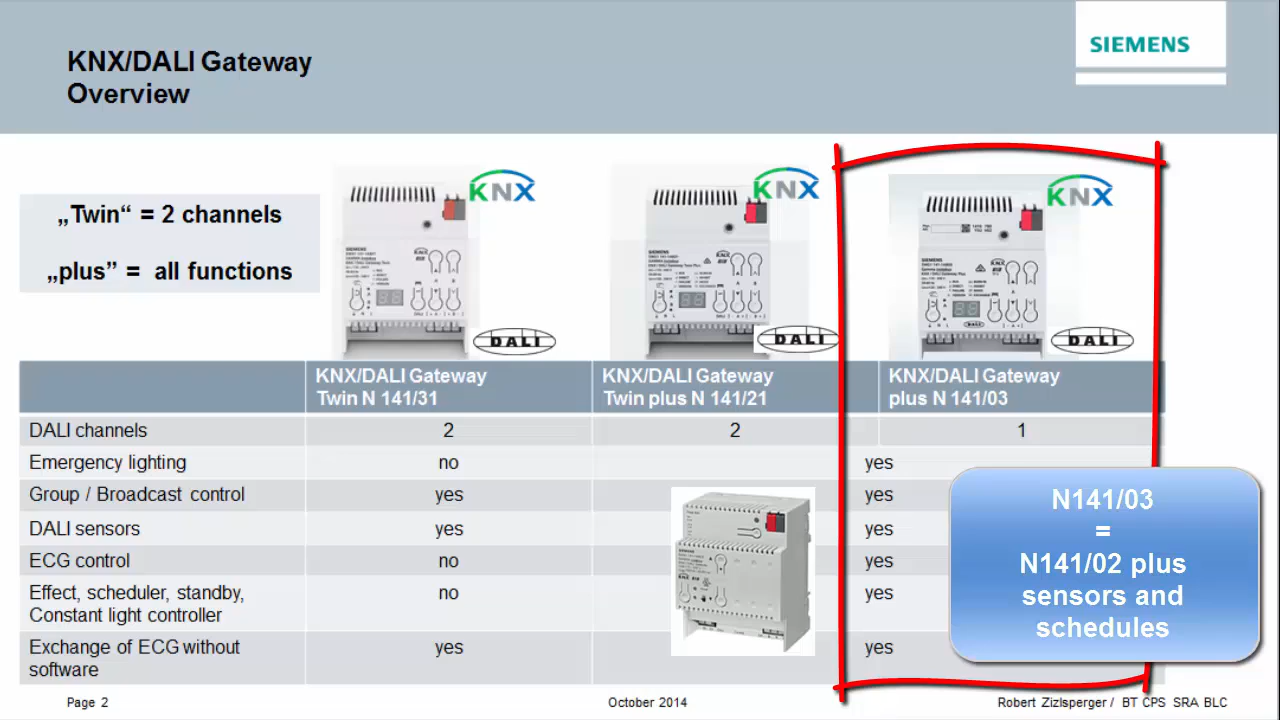 KNX/DALI Gateway
Overview
SIEMENS
„Twin“ = 2 channels
„plus” = all functions
KNX
KNX
KNX
DALI
DALI
DALI
KNX/DALI Gateway
Twin N 141/31
KNX/DALI Gateway
Twin plus N 141/21
KNX/DALI Gateway
plus N 141/03
DALI channels 2 2 1
Emergency lighting no yes
Group / Broadcast control yes yes
DALI sensors yes yes
ECG control no yes
Effect, scheduler, standby,
Constant light controller no yes
Exchange of ECG without
software yes yes
N141/03
=
N141/02 plus
sensors and
schedules
Page 2
October 2014
Robert Zizlsperger / BT CPS SRA BLC